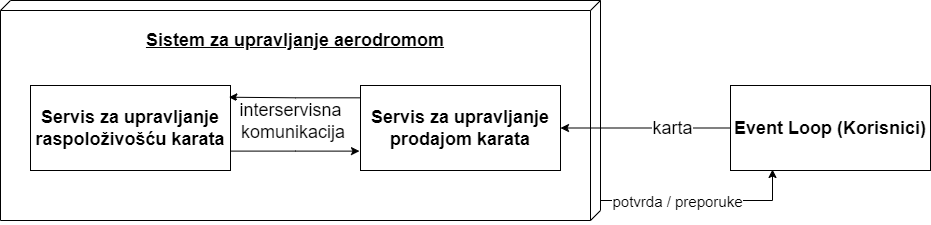 Sistem za upravljanje aerodromom
Servis za upravljanje
raspoloživošću karata
interservisna
komunikacija
Servis za upravljanje
prodajom karata
karta
Event Loop (Korisnici)
potvrda / preporuke